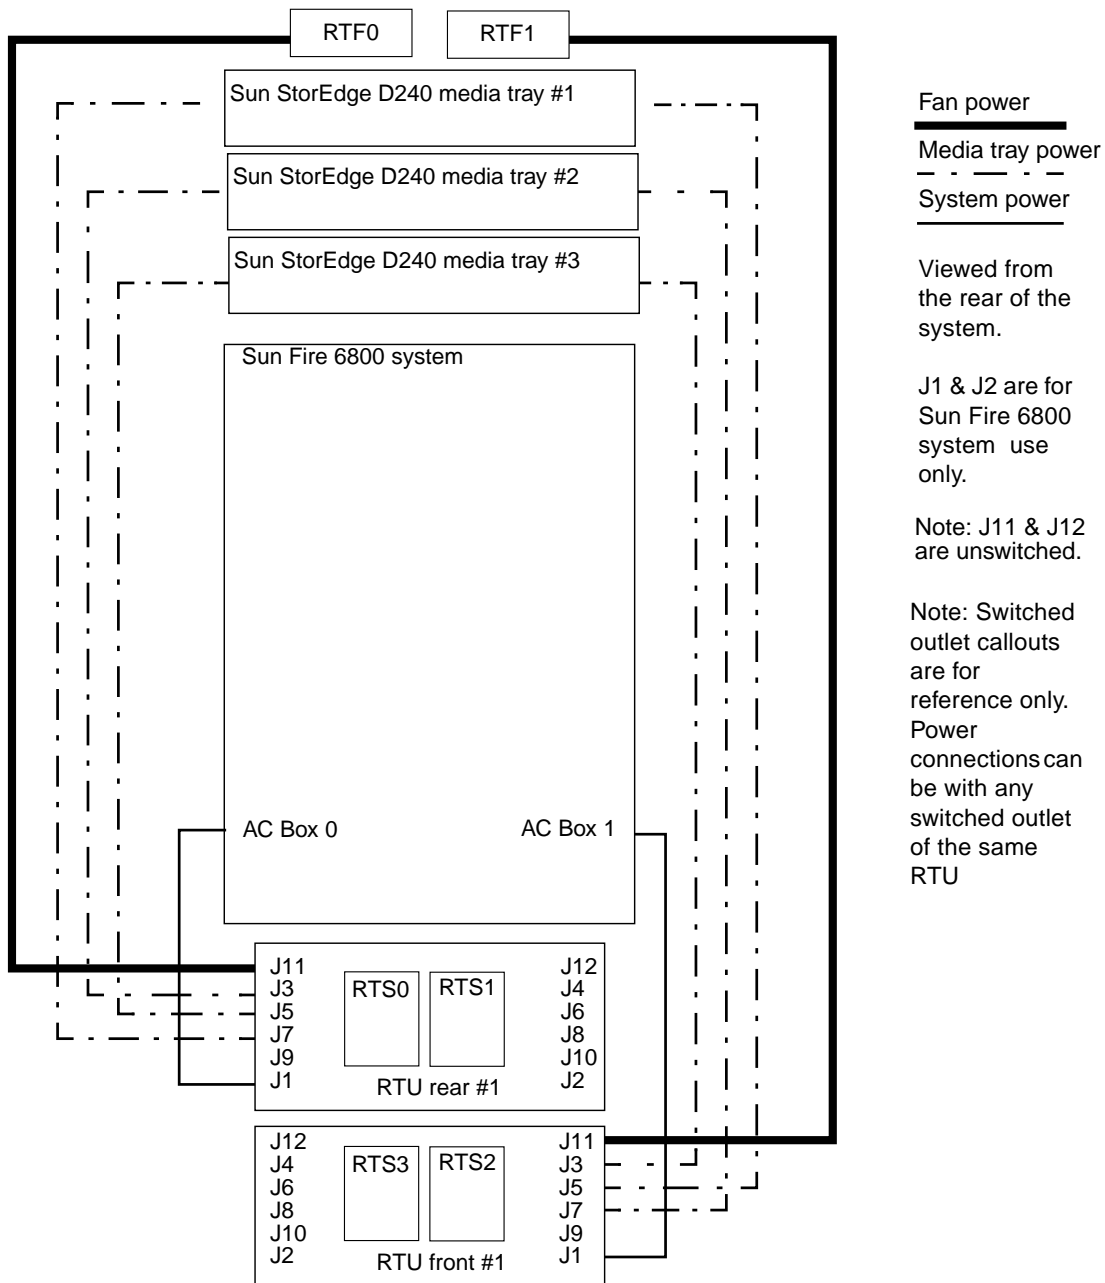 RTF0
RTF1
Sun StorEdge D240 media tray #1
Sun StorEdge D240 media tray #2
Sun StorEdge D240 media tray #3
Sun Fire 6800 system
AC Box 0
AC Box 1
J11
J3
J5
J7
J9
J1
RTS0
RTS1
RTU rear #1
J12
J4
J6
J8
J10
J2
J12
J4
J6
J8
J10
J2
RTS3
RTS2
RTU front #1
J11
J3
J5
J7
J9
J1
Fan power
Media tray power
System power
Viewed from
the rear of the
system.
J1 & J2 are for
Sun Fire 6800
system use
only.
Note: J11 & J12
are unswitched.
Note: Switched
outlet callouts
are for
reference only.
Power
connections can
be with any
switched outlet
of the same
RTU